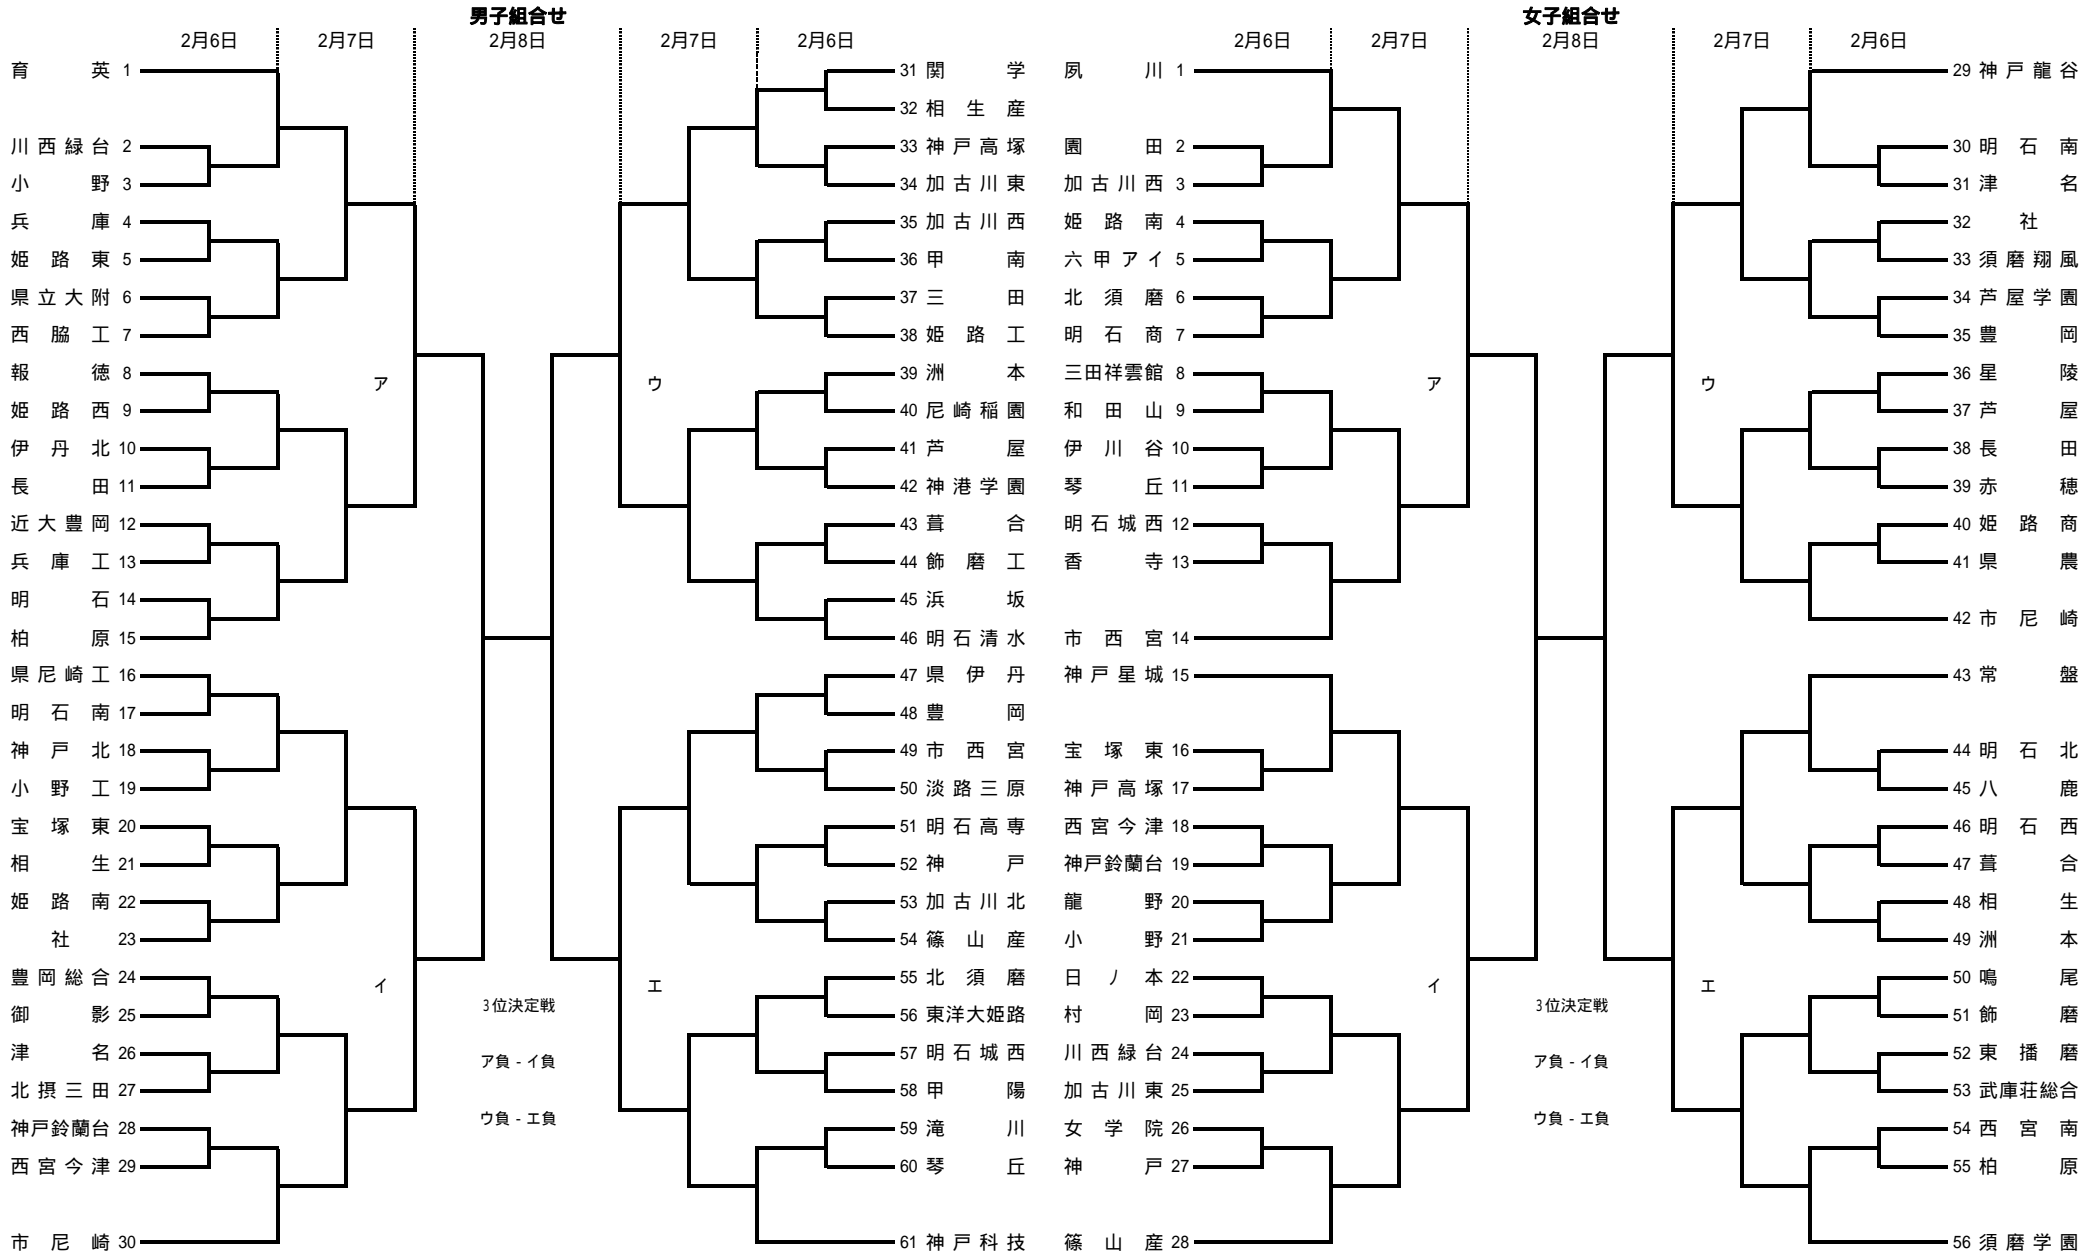 男子組合せ
2月6日 2月7日 2月8日 2月7日 2月6日
育英 1
川西緑台 2
小野 3
兵庫 4
姫路東 5
県立大附 6
西脇工 7
報徳 8
姫路西 9
伊丹北 10
長田 11
近大豊岡 12
兵庫工 13
明石 14
柏原 15
県尼崎工 16
明石南 17
神戸北 18
小野工 19
宝塚東 20
相生 21
姫路南 22
社 23
豊岡総合 24
御影 25
津名 26
北摂三田 27
神戸鈴蘭台 28
西宮今津 29
市尼崎 30
ア
イ
ウ
エ
3位決定戦
ア負 - イ負
ウ負 - エ負
31 関学
32 相生産
33 神戸高塚
34 加古川東
35 加古川西
36 甲南
37 三田
38 姫路工
39 洲本
40 尼崎稲園
41 芦屋
42 神港学園
43 葺合
44 飾磨工
45 浜坂
46 明石清水
47 県伊丹
48 豊岡
49 市西宮
50 淡路三原
51 明石高専
52 神戸
53 加古川北
54 篠山産
55 北須磨
56 東洋大姫路
57 明石城西
58 甲陽
59 滝川
60 琴丘
61 神戸科技
女子組合せ
2月6日 2月7日 2月8日 2月7日 2月6日
夙川 1
園田 2
加古川西 3
姫路南 4
六甲アイ 5
北須磨 6
明石商 7
三田祥雲館 8
和田山 9
伊川谷 10
琴丘 11
明石城西 12
香寺 13
市西宮 14
神戸星城 15
宝塚東 16
神戸高塚 17
西宮今津 18
神戸鈴蘭台 19
龍野 20
小野 21
日ノ本 22
村岡 23
川西緑台 24
加古川東 25
女学院 26
神戸 27
篠山産 28
ア
イ
ウ
エ
3位決定戦
ア負 - イ負
ウ負 - エ負
29 神戸龍谷
30 明石南
31 津名
32 社
33 須磨翔風
34 芦屋学園
35 豊岡
36 星陵
37 芦屋
38 長田
39 赤穂
40 姫路商
41 県農
42 市尼崎
43 常盤
44 明石北
45 八鹿
46 明石西
47 葺合
48 相生
49 洲本
50 鳴尾
51 飾磨
52 東播磨
53 武庫荘総合
54 西宮南
55 柏原
56 須磨学園